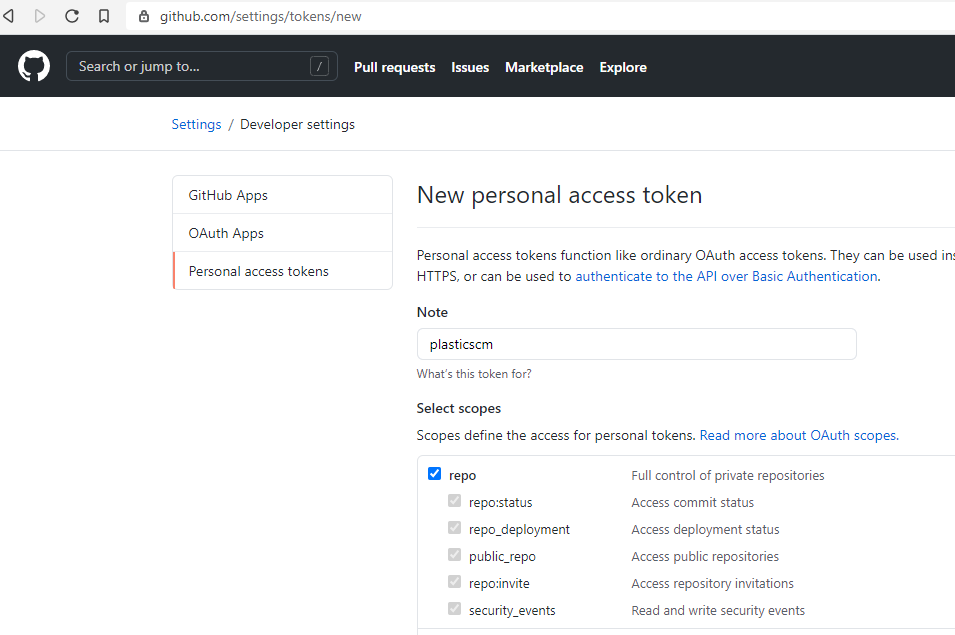 github.com/settings/tokens/new
Search or jump to... /
Pull requests Issues Marketplace Explore
Settings / Developer settings
GitHub Apps
OAuth Apps
Personal access tokens
New personal access token
Personal access tokens function like ordinary OAuth access tokens. They can be used
HTTPS, or can be used to authenticate to the API over Basic Authentication.
Note
plasticscm
What's this token for?
Select scopes
Scopes define the access for personal tokens. Read more about OAuth scopes.
repo Full control of private repositories
repo:status Access commit status
repo_deployment Access deployment status
public_repo Access public repositories
repo:invite Access repository invitations
security_events Read and write security events